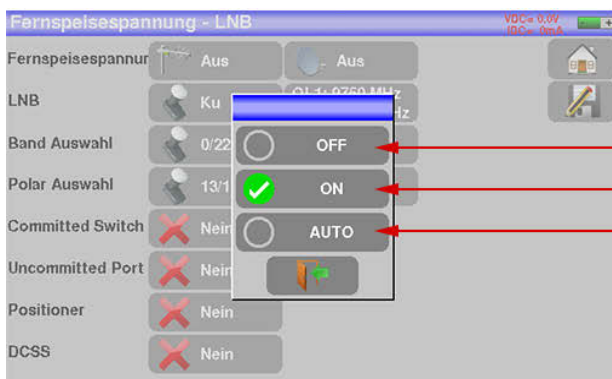 Fernspeisespannung - LNB
VDC= 0,0V
IDC= 0mA
Fernspeisespannur Aus Aus
LNB Ku
Band Auswahl 0/22
OFF
Polar Auswahl 13/1
ON
Committed Switch Nein
AUTO
Uncommitted Port Nein
Positioner Nein
DCSS Nein